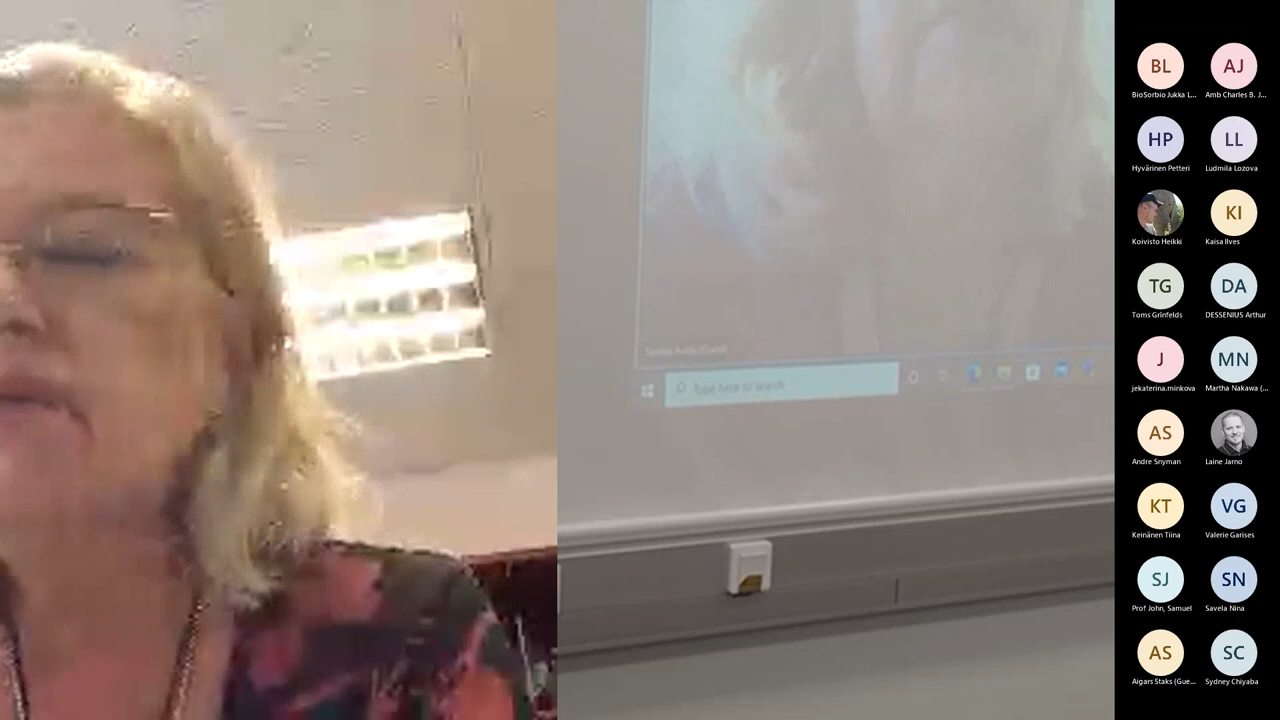 Type here to search
BL
AJ
BioSorbio Jukka L...
Amb Charles B. J...
HP
LL
Hyvärinen Petteri
Ludmila Lozova
Koivisto Heikki
KI
Kaisa Ilves
TG
DA
Toms Grīnfelds
DESSENIUS Arthur
J
MN
jekaterina.minkova
Martha Nakawa (...
AS
Andre Snyman
Laine Jarno
KT
VG
Keinänen Tiina
Valerie Garises
SJ
SN
Prof John, Samuel
Savela Nina
AS
SC
Aigars Staks (Gue...
Sydney Chiyaba